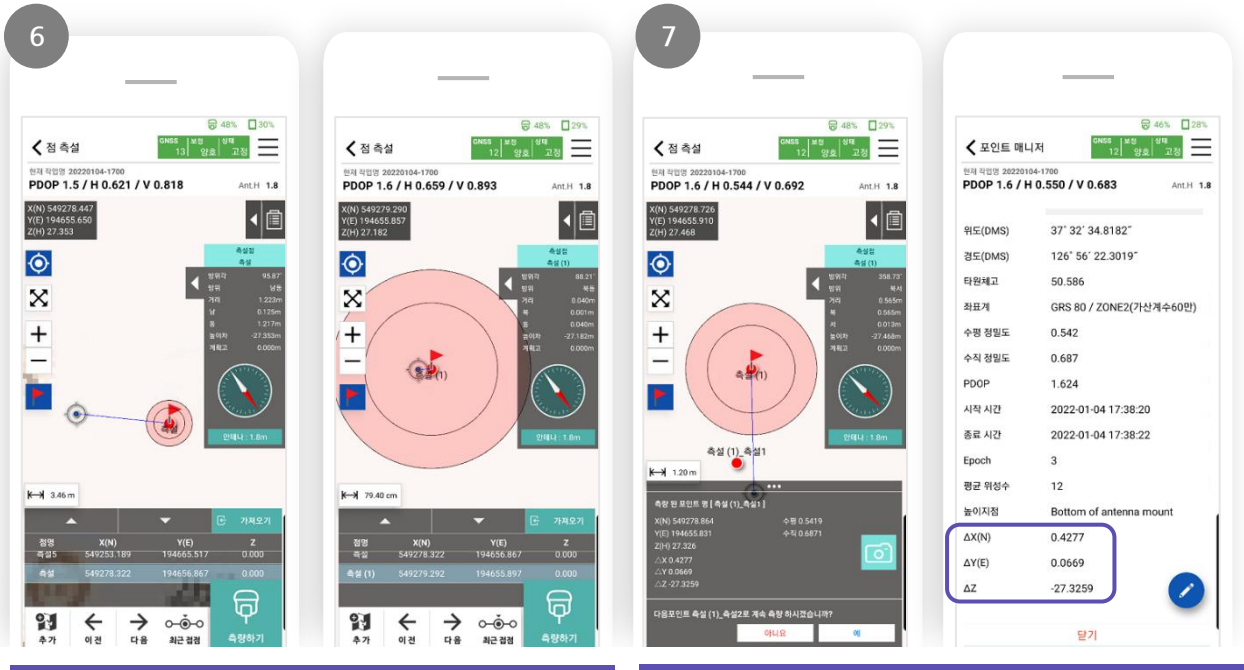 6
48% 30%
점 측설
GNSS 보정 상태
13 양호 고정
현재 작업명 20220104-1700
PDOP 1.5 / H 0.621 / V 0.818
Ant.H 1.8
X(N) 549278.447
Y(E) 194655.650
Z(H) 27.353
측설점
측설
방위각 95.87°
방위 남동
거리 1.223m
남 0.125m
동 1.217m
높이차 -27.353m
계획고 0.000m
안테나 : 1.8m
측설
3.46 m
가져오기
점명 X(N) Y(E) Z
측설5 549253.189 194665.517 0.000
측설 549278.322 194656.867 0.000
추가 이전 다음 최근 접점 측량하기
48% 29%
점 측설
GNSS 보정 상태
12 양호 고정
현재 작업명 20220104-1700
PDOP 1.6 / H 0.659 / V 0.893
Ant.H 1.8
X(N) 549279.290
Y(E) 194655.857
Z(H) 27.182
측설점
측설 (1)
방위각 88.21°
방위 북동
거리 0.040m
북 0.001m
동 0.040m
높이차 -27.182m
계획고 0.000m
안테나 : 1.8m
측설 (1)
79.40 cm
가져오기
점명 X(N) Y(E) Z
측설 549278.322 194656.867 0.000
측설 (1) 549279.292 194655.897 0.000
추가 이전 다음 최근 접점 측량하기
7
48% 29%
점 측설
GNSS 보정 상태
12 양호 고정
현재 작업명 20220104-1700
PDOP 1.6 / H 0.544 / V 0.692
Ant.H 1.8
X(N) 549278.726
Y(E) 194655.910
Z(H) 27.468
측설점
측설 (1)
방위각 358.73°
방위 북서
거리 0.565m
북 0.565m
서 0.013m
높이차 -27.468m
계획고 0.000m
안테나 : 1.8m
측설 (1)
측설 (1)_측설1
1.20 m
측량 된 포인트 명 [ 측설 (1)_측설1 ]
X(N) 549278.864 수평 0.5419
Y(E) 194655.831 수직 0.6871
Z(H) 27.326
△X 0.4277
△Y 0.0669
△Z -27.3259
다음포인트 측설 (1)_측설2로 계속 측량 하시겠습니까?
아니요 예
46% 28%
포인트 매니저
GNSS 보정 상태
12 양호 고정
현재 작업명 20220104-1700
PDOP 1.6 / H 0.550 / V 0.683
Ant.H 1.8
위도(DMS) 37˚ 32´ 34.8182˝
경도(DMS) 126˚ 56´ 22.3019˝
타원체고 50.586
좌표계 GRS 80 / ZONE2(가산계수60만)
수평 정밀도 0.542
수직 정밀도 0.687
PDOP 1.624
시작 시간 2022-01-04 17:38:20
종료 시간 2022-01-04 17:38:22
Epoch 3
평균 위성수 12
높이지점 Bottom of antenna mount
ΔX(N) 0.4277
ΔY(E) 0.0669
ΔZ -27.3259
닫기